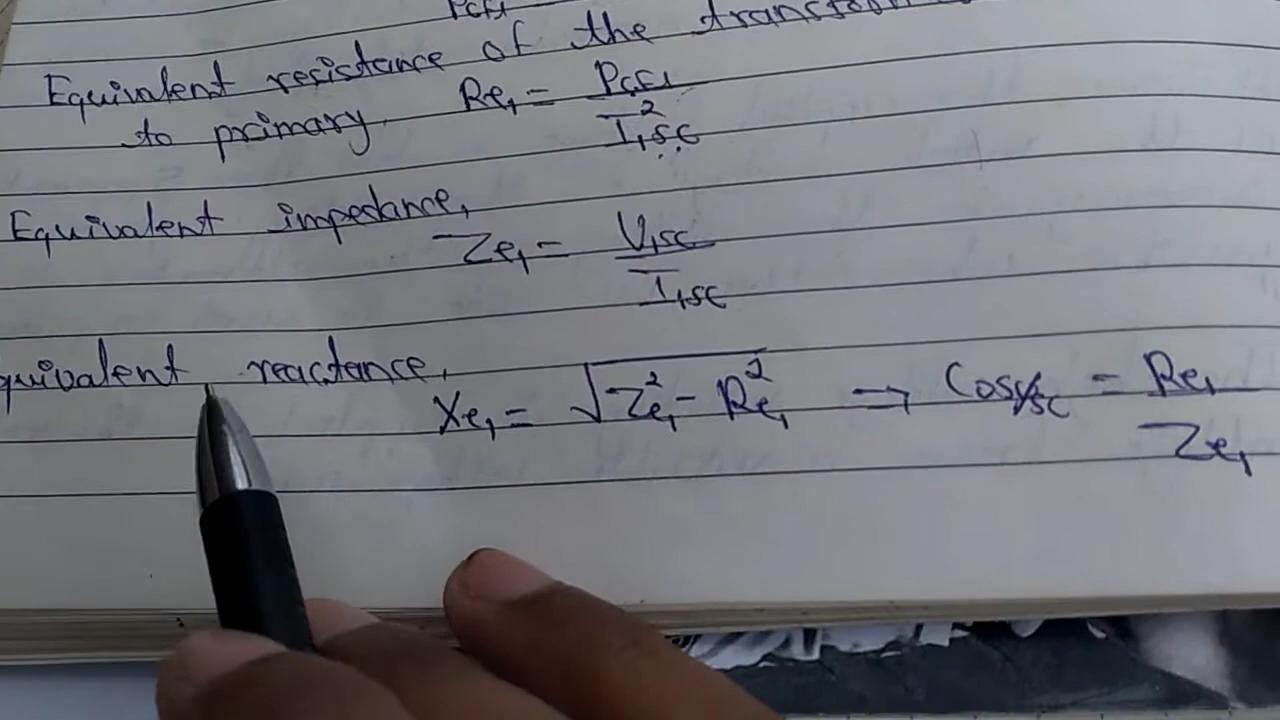 Equivalent resistance of the
to primary Re₁ = Pcfl / I₁sc²
Equivalent impedance,
Ze₁ = V₁sc / I₁sc
quivalent reactance,
Xe₁ = √Ze₁² - Re₁² ⇒ Cosφsc = Re₁ / Ze₁